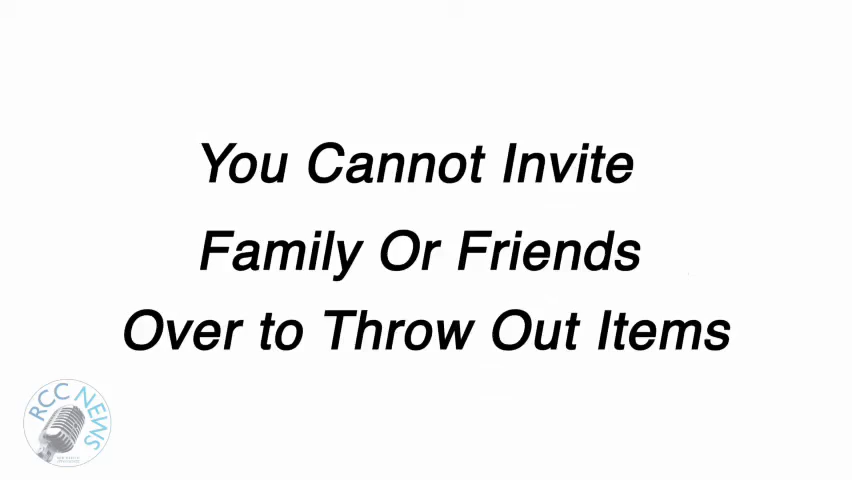 You Cannot Invite
Family Or Friends
Over to Throw Out Items
RCC NEWS